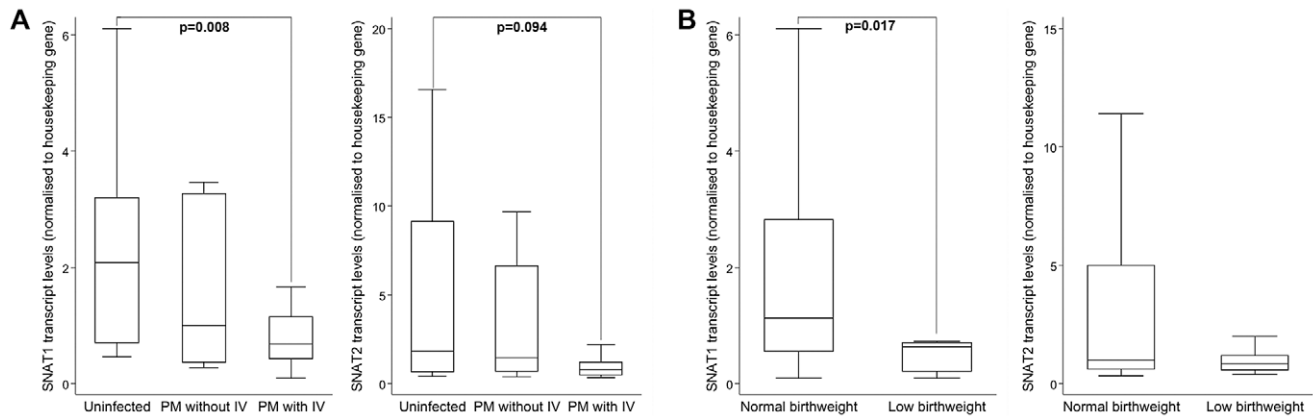 A
SNAT1 transcript levels (normalised to housekeeping gene)
6
4
2
0
p=0.008
Uninfected
PM without IV
PM with IV
SNAT2 transcript levels (normalised to housekeeping gene)
20
15
10
5
0
p=0.094
Uninfected
PM without IV
PM with IV
B
SNAT1 transcript levels (normalised to housekeeping gene)
6
4
2
0
p=0.017
Normal birthweight
Low birthweight
SNAT2 transcript levels (normalised to housekeeping gene)
15
10
5
0
Normal birthweight
Low birthweight